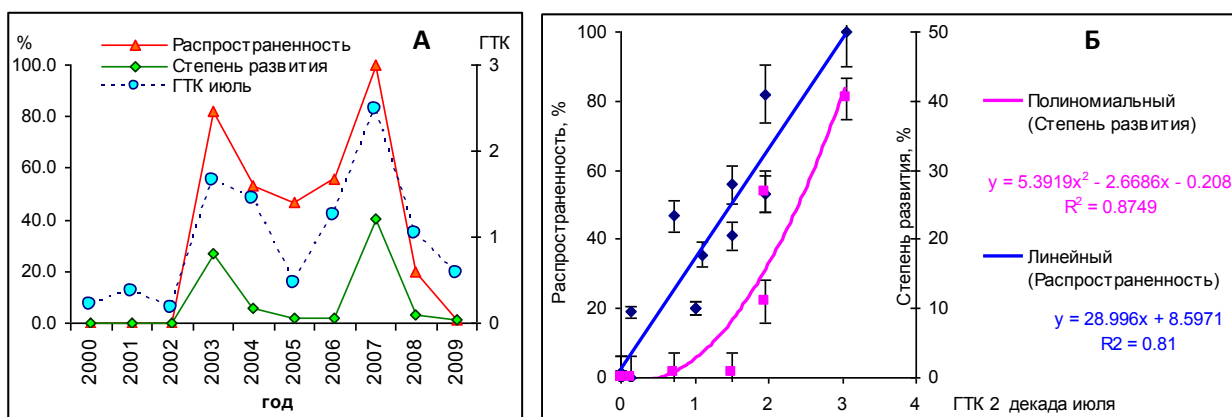 %
А
ГТК
Распространенность
Степень развития
ГТК июль
100.0
80.0
60.0
40.0
20.0
0.0
3
2
1
0
2000
2001
2002
2003
2004
2005
2006
2007
2008
2009
год
Б
Распространенность, %
100
80
60
40
20
0
0
1
2
3
4
ГТК 2 декада июля
50
40
30
20
10
0
Степень развития, %
Полиномиальный
(Степень развития)
y = 5.3919x² - 2.6686x - 0.208
R² = 0.8749
Линейный
(Распространенность)
y = 28.996x + 8.5971
R2 = 0.81